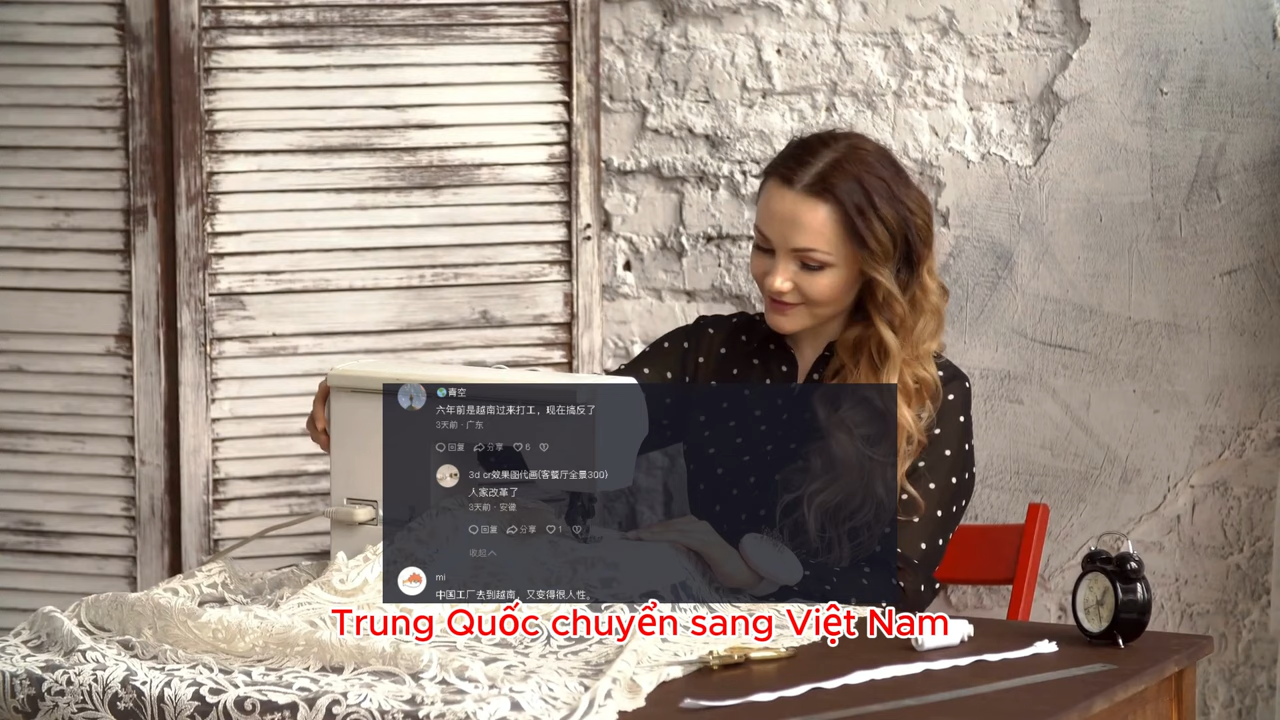 青空
六年前是越南过来打工，现在搞反了
3天前·广东
回复 分享 6
3d cr效果图代画(客餐厅全景300)
人家改革了
3天前·安徽
回复 分享 1
收起
mi
中国工厂去到越南，又变得很人性。
Trung Quốc chuyển sang Việt Nam